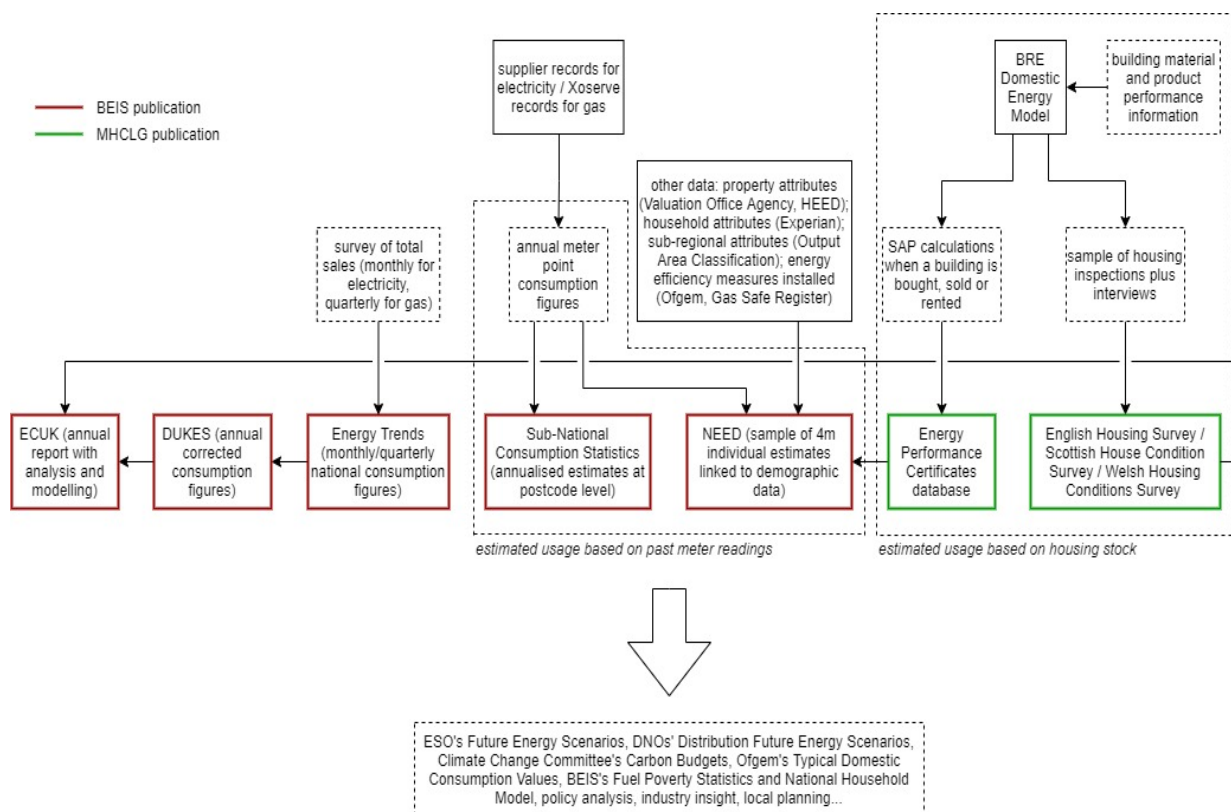 BEIS publication
MHCLG publication
supplier records for
electricity / Xoserve
records for gas
BRE
Domestic
Energy
Model
building material
and product
performance
information
other data: property attributes
(Valuation Office Agency, HEED);
household attributes (Experian);
sub-regional attributes (Output
Area Classification); energy
efficiency measures installed
(Ofgem, Gas Safe Register)
survey of total
sales (monthly for
electricity,
quarterly for gas)
annual meter
point
consumption
figures
SAP calculations
when a building is
bought, sold or
rented
sample of housing
inspections plus
interviews
ECUK (annual
report with
analysis and
modelling)
DUKES (annual
corrected
consumption
figures)
Energy Trends
(monthly/quarterly
national consumption
figures)
Sub-National
Consumption Statistics
(annualised estimates at
postcode level)
NEED (sample of 4m
individual estimates
linked to demographic
data)
Energy
Performance
Certificates
database
English Housing Survey /
Scottish House Condition
Survey / Welsh Housing
Conditions Survey
estimated usage based on past meter readings
estimated usage based on housing stock
ESO's Future Energy Scenarios, DNOs' Distribution Future Energy Scenarios,
Climate Change Committee's Carbon Budgets, Ofgem's Typical Domestic
Consumption Values, BEIS's Fuel Poverty Statistics and National Household
Model, policy analysis, industry insight, local planning...